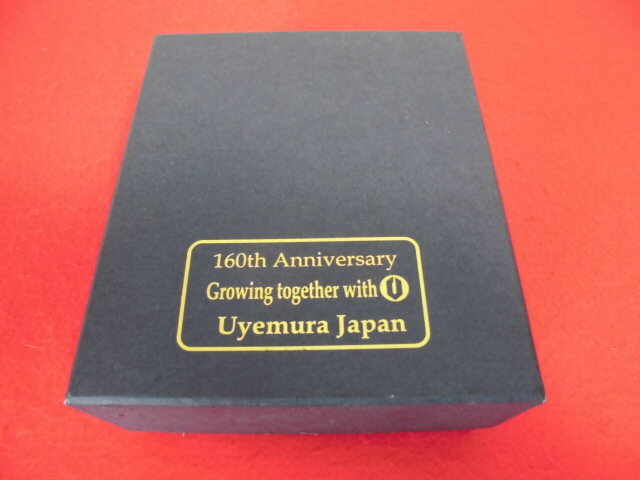 160th Anniversary
Growing together with U
Uyemura Japan